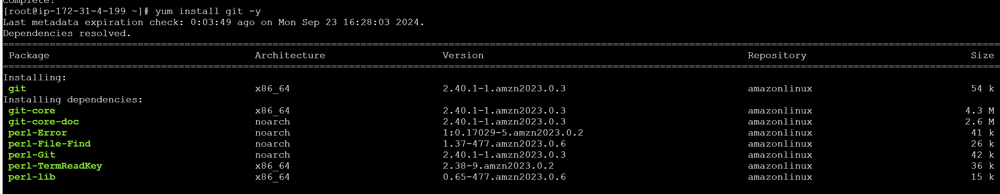 Complete!
[root@ip-172-31-4-199 ~]# yum install git -y
Last metadata expiration check: 0:03:49 ago on Mon Sep 23 16:28:03 2024.
Dependencies resolved.
Package Architecture Version Repository Size
Installing:
git x86_64 2.40.1-1.amzn2023.0.3 amazonlinux 54 k
Installing dependencies:
git-core x86_64 2.40.1-1.amzn2023.0.3 amazonlinux 4.3 M
git-core-doc noarch 2.40.1-1.amzn2023.0.3 amazonlinux 2.6 M
perl-Error noarch 1:0.17029-5.amzn2023.0.2 amazonlinux 41 k
perl-File-Find noarch 1.37-477.amzn2023.0.6 amazonlinux 26 k
perl-Git noarch 2.40.1-1.amzn2023.0.3 amazonlinux 42 k
perl-TermReadKey x86_64 2.38-9.amzn2023.0.2 amazonlinux 36 k
perl-lib x86_64 0.65-477.amzn2023.0.6 amazonlinux 15 k